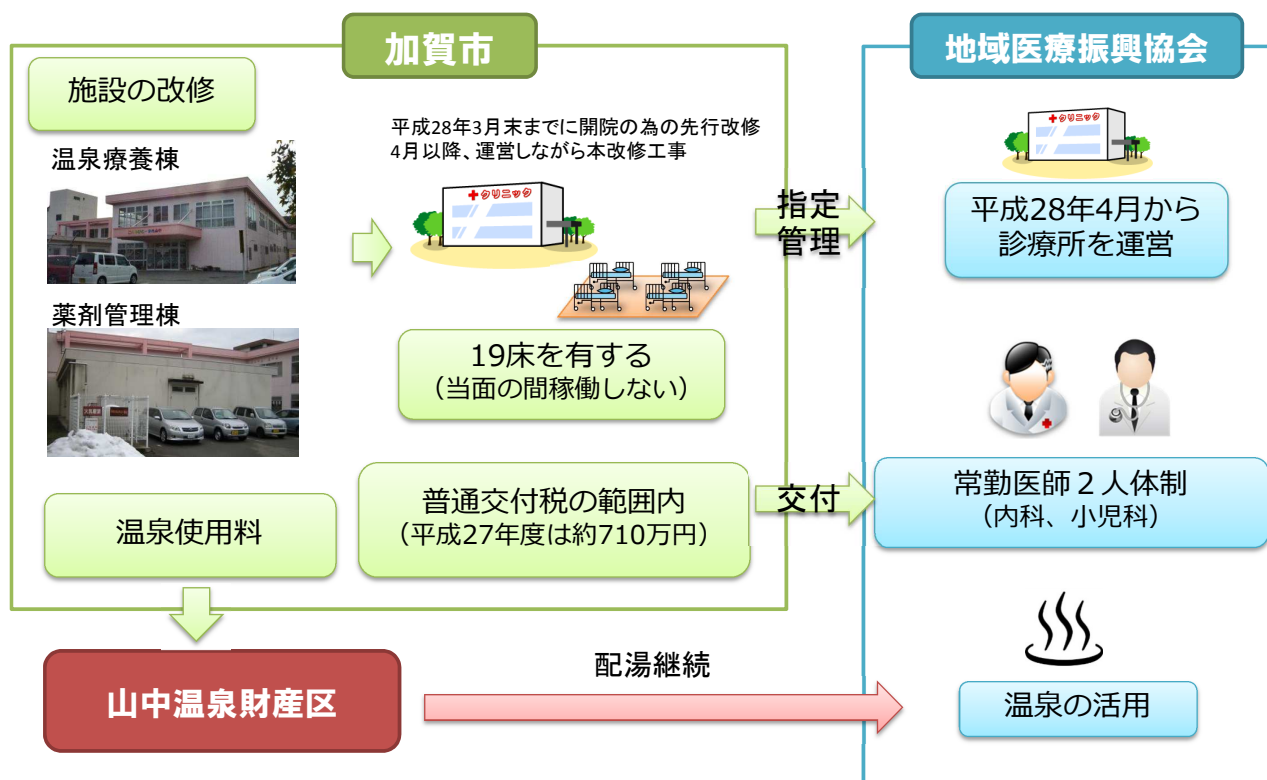 加賀市
地域医療振興協会
施設の改修
平成28年3月末までに開院の為の先行改修
4月以降、運営しながら本改修工事
温泉療養棟
クリニック
薬剤管理棟
19床を有する
（当面の間稼働しない）
指定
管理
クリニック
平成28年4月から
診療所を運営
温泉使用料
普通交付税の範囲内
（平成27年度は約710万円）
交付
常勤医師２人体制
（内科、小児科）
山中温泉財産区
配湯継続
温泉の活用